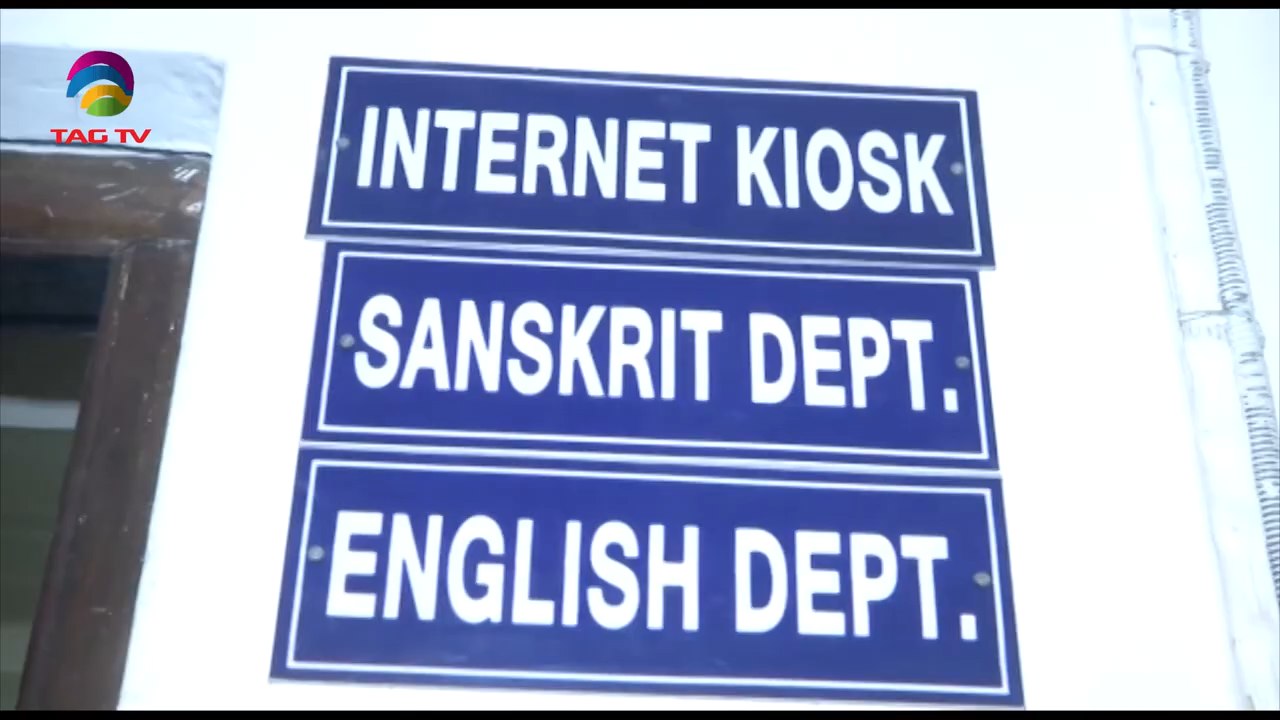 TAG TV
INTERNET KIOSK
SANSKRIT DEPT.
ENGLISH DEPT.